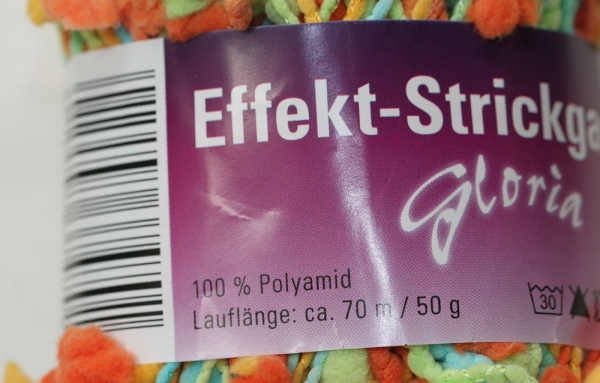 Effekt-Strickga
Gloria
100 % Polyamid
Lauflänge: ca. 70 m / 50 g
30